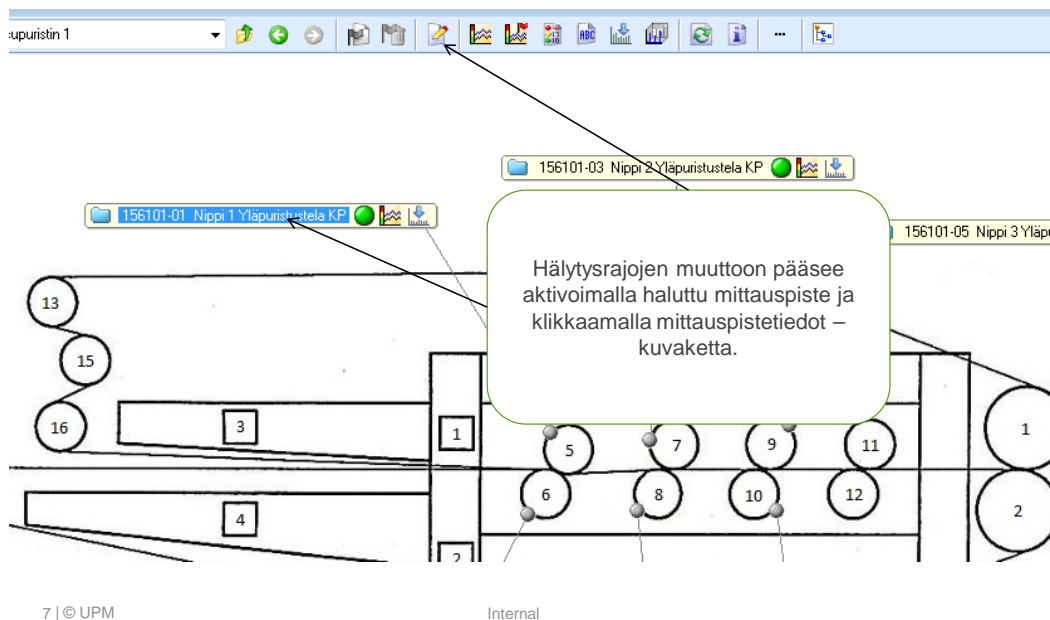 cupuristin 1
ABC
156101-03 Nippi 2 Yläpuristustela KP
156101-01 Nippi 1 Yläpuristustela KP
156101-05 Nippi 3 Yläpu
Hälytysrajojen muuttoon pääsee
aktivoimalla haluttu mittauspiste ja
klikkaamalla mittauspistetiedot –
kuvaketta.
13
15
16
3
1
5
7
9
11
1
6
8
10
12
4
2
2
7 | © UPM
Internal